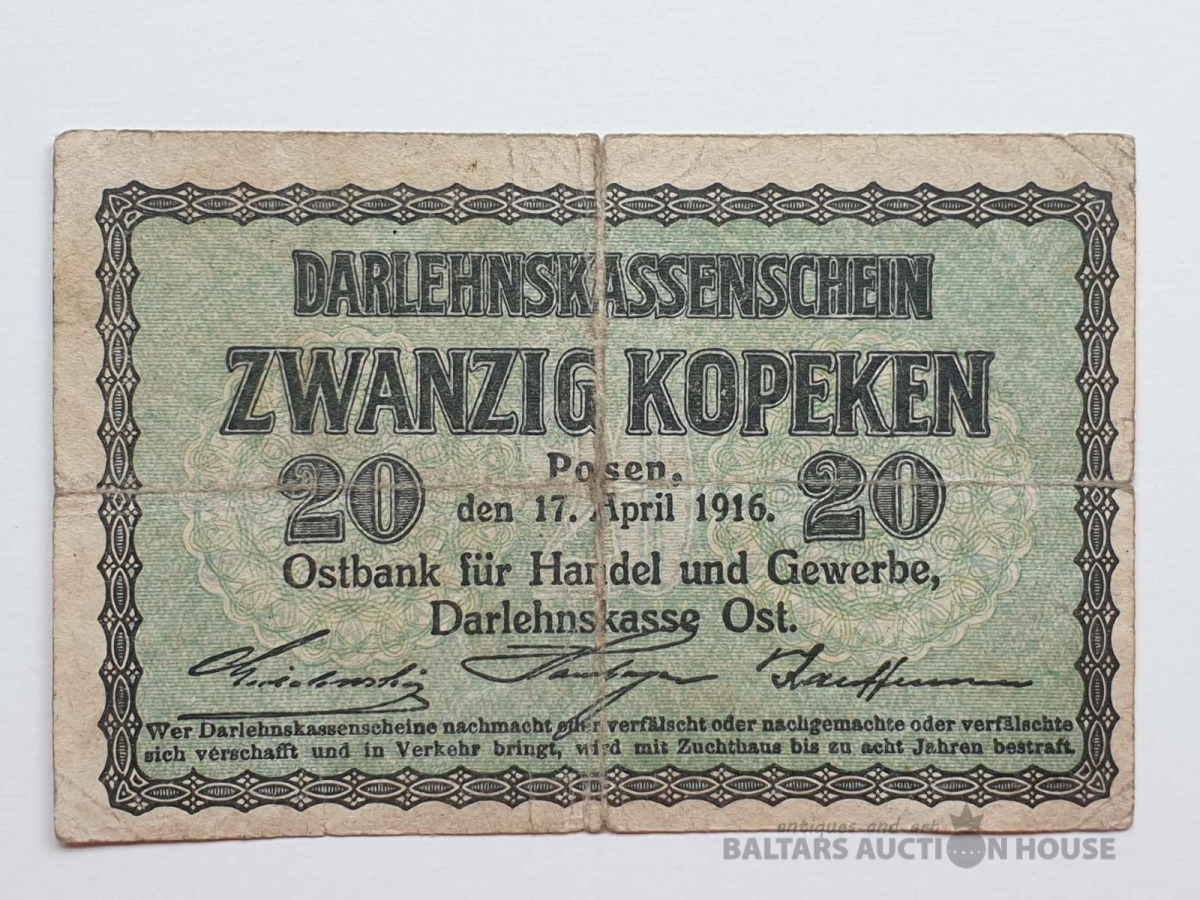 DARLEHNSKASSENSCHEIN
ZWANZIG KOPEKEN
20 Posen, 20
den 17. April 1916.
Ostbank für Handel und Gewerbe,
Darlehnskasse Ost.
Kauffmann
Wer Darlehnskassenscheine nachmacht oder verfälscht oder nachgemachte oder verfälschte
sich verschafft und in Verkehr bringt, wird mit Zuchthaus bis zu acht Jahren bestraft.
antiques and art
BALTARS AUCTION HOUSE